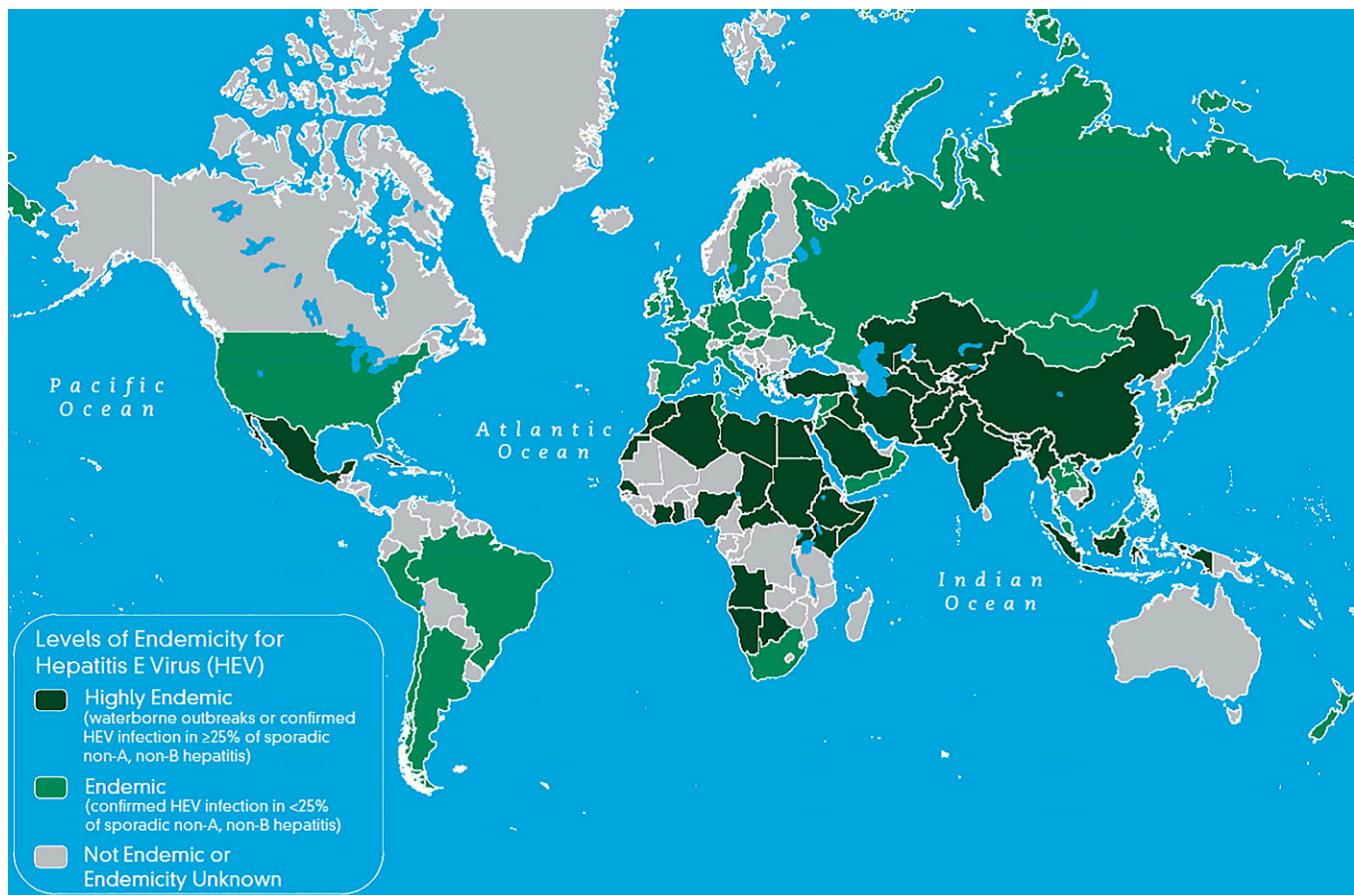 Pacific
Ocean
Atlantic
Ocean
Indian
Ocean
Levels of Endemicity for
Hepatitis E Virus (HEV)
Highly Endemic
(waterborne outbreaks or confirmed
HEV infection in ≥25% of sporadic
non-A, non-B hepatitis)
Endemic
(confirmed HEV infection in <25%
of sporadic non-A, non-B hepatitis)
Not Endemic or
Endemicity Unknown